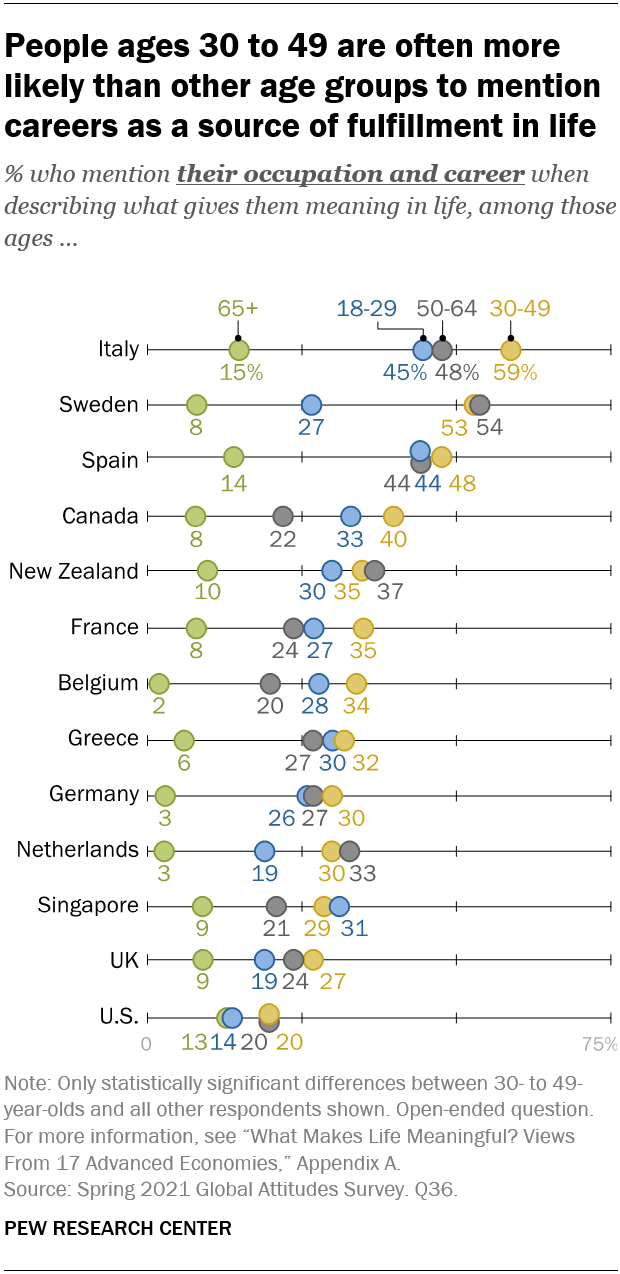 People ages 30 to 49 are often more
likely than other age groups to mention
careers as a source of fulfillment in life
% who mention their occupation and career when
describing what gives them meaning in life, among those
ages ...
65+ 18-29 50-64 30-49
Italy
15% 45% 48% 59%
Sweden
8 27 53 54
Spain
14 44 44 48
Canada
8 22 33 40
New Zealand
10 30 35 37
France
8 24 27 35
Belgium
2 20 28 34
Greece
6 27 30 32
Germany
3 26 27 30
Netherlands
3 19 30 33
Singapore
9 21 29 31
UK
9 19 24 27
U.S.
0 13 14 20 20 75%
Note: Only statistically significant differences between 30- to 49-
year-olds and all other respondents shown. Open-ended question.
For more information, see “What Makes Life Meaningful? Views
From 17 Advanced Economies,” Appendix A.
Source: Spring 2021 Global Attitudes Survey. Q36.
PEW RESEARCH CENTER